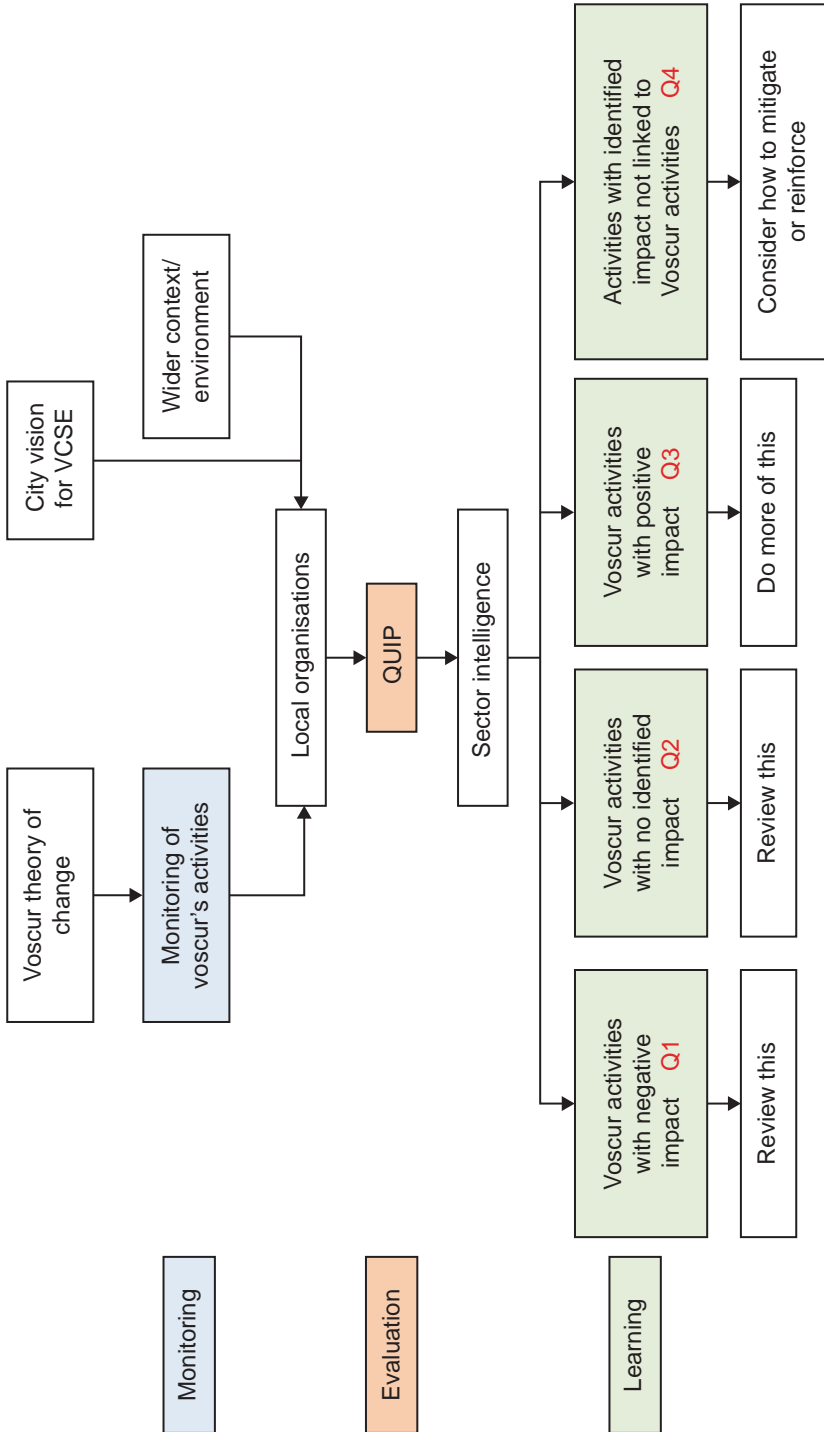 Monitoring
Evaluation
Learning
Voscur theory of
change
City vision
for VCSE
Monitoring of
voscur's activities
Wider context/
environment
Local organisations
QUIP
Sector intelligence
Voscur activities
with negative
impact Q1
Voscur activities
with no identified
impact Q2
Voscur activities
with positive
impact Q3
Activities with identified
impact not linked to
Voscur activities Q4
Review this
Review this
Do more of this
Consider how to mitigate
or reinforce